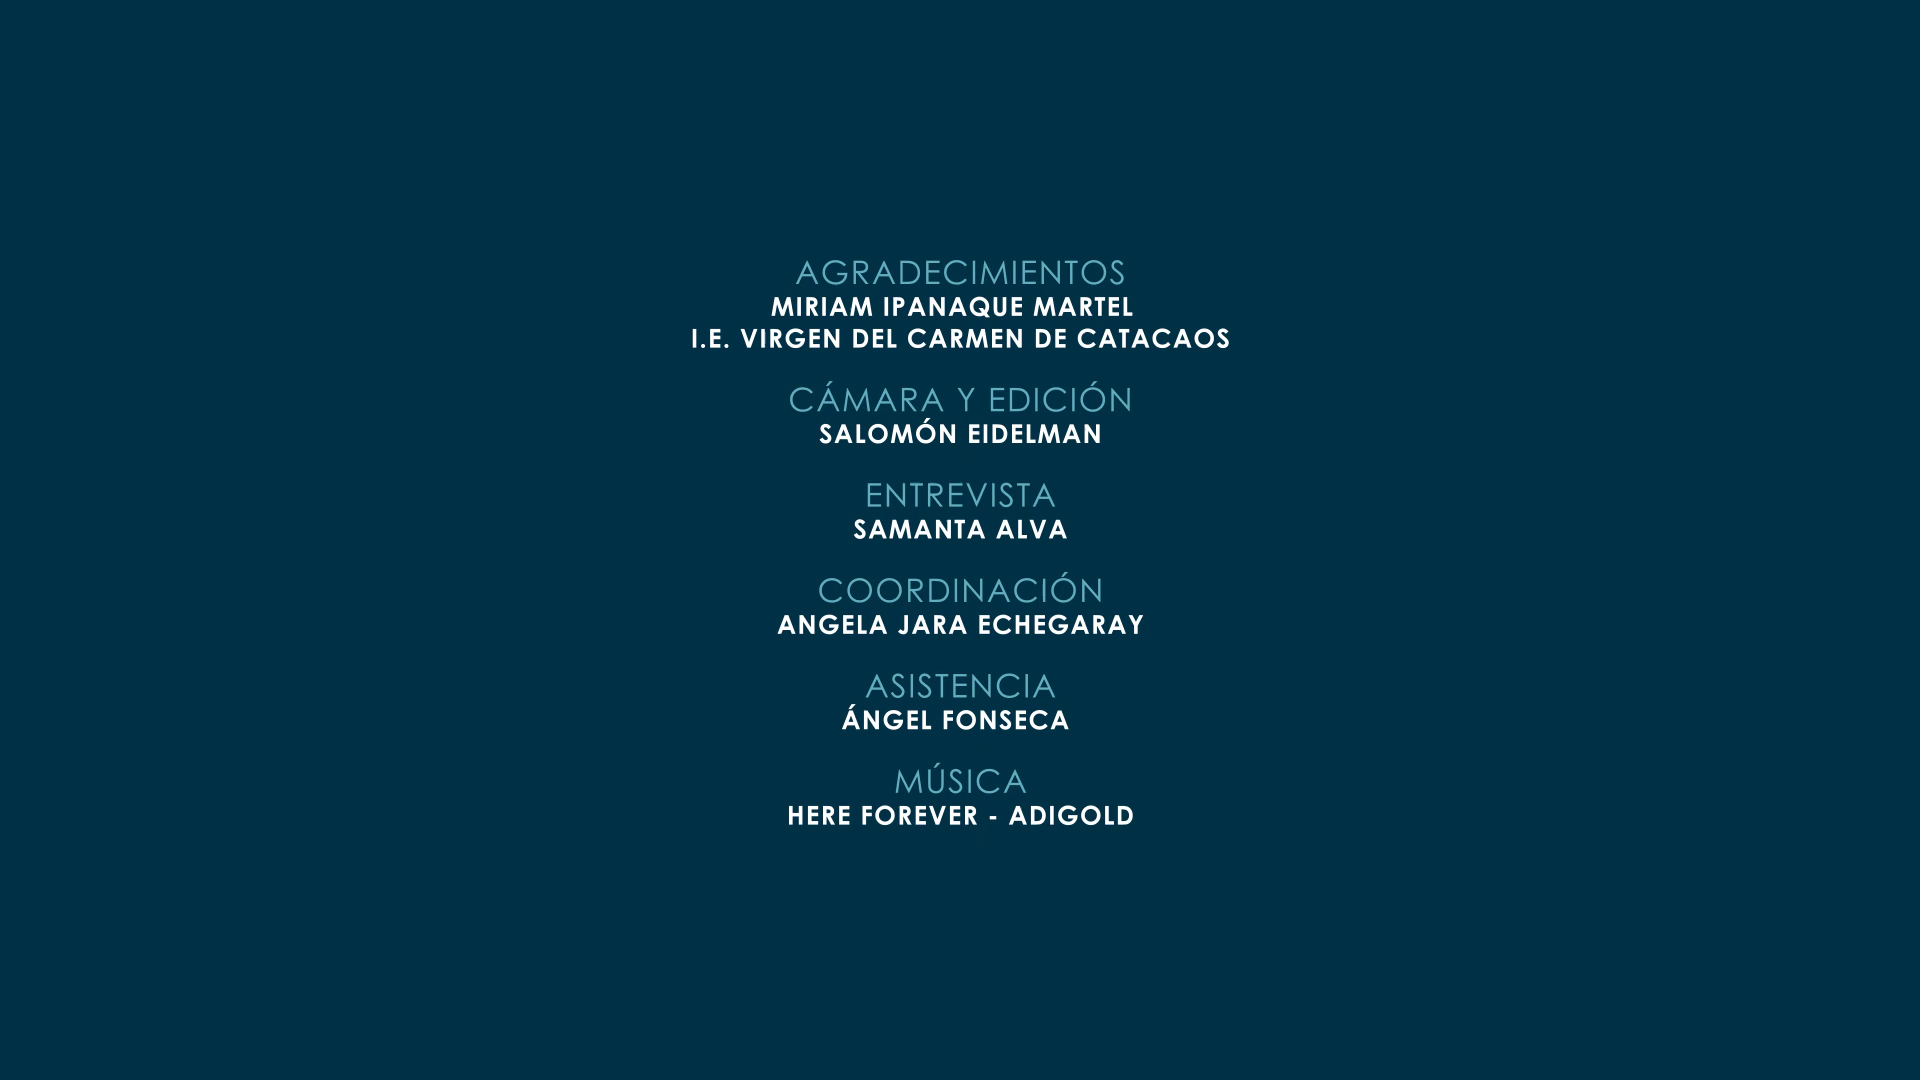 AGRADECIMIENTOS
MIRIAM IPANAQUE MARTEL
I.E. VIRGEN DEL CARMEN DE CATACAOS
CÁMARA Y EDICIÓN
SALOMÓN EIDELMAN
ENTREVISTA
SAMANTA ALVA
COORDINACIÓN
ANGELA JARA ECHEGARAY
ASISTENCIA
ÁNGEL FONSECA
MÚSICA
HERE FOREVER - ADIGOLD